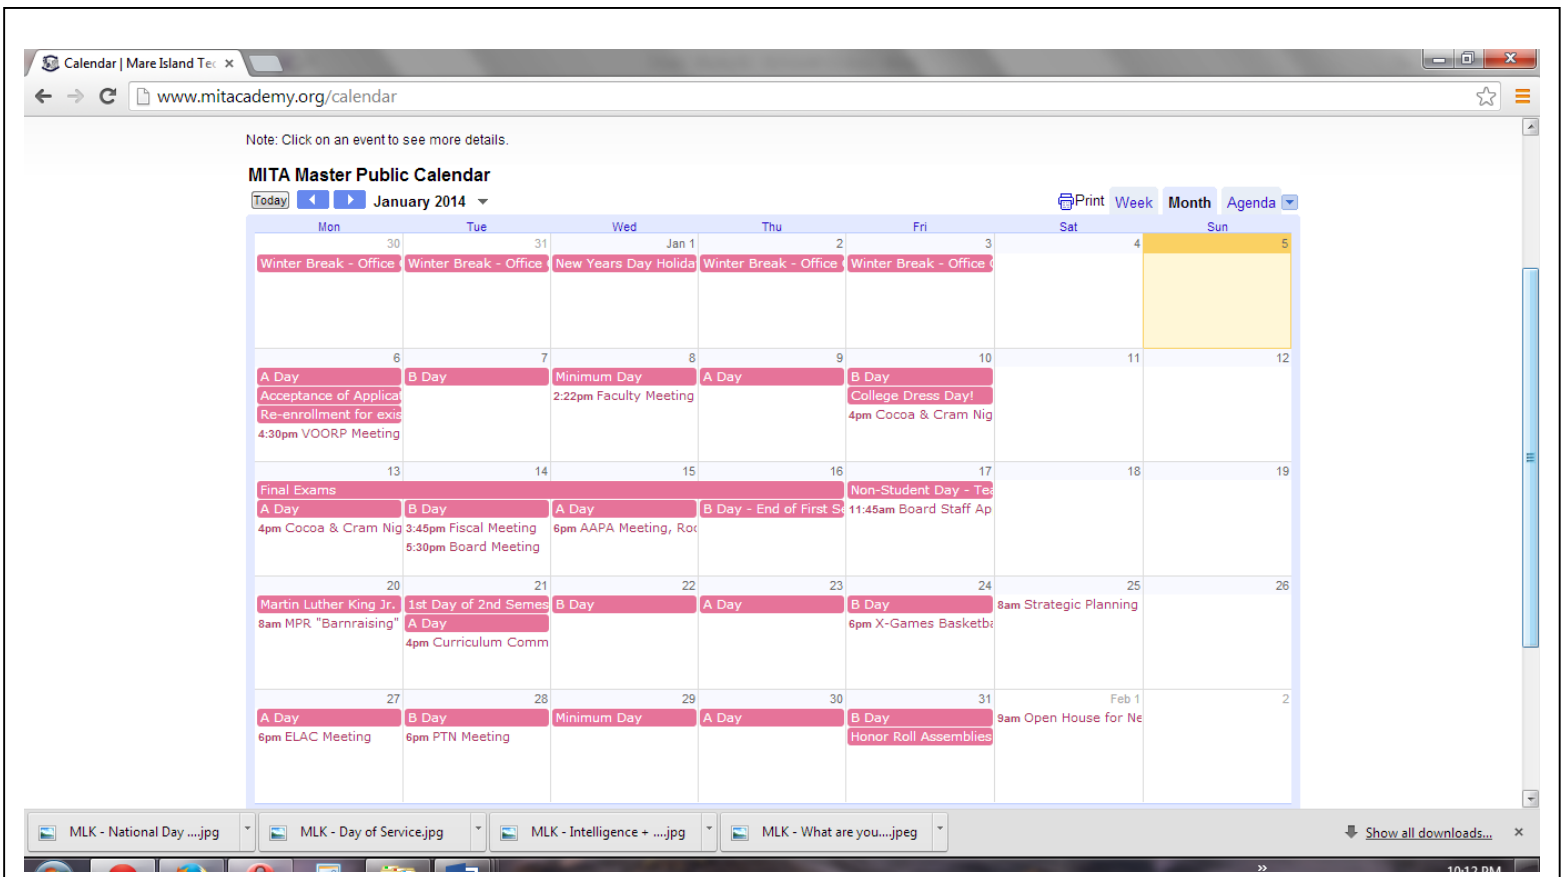 Calendar | Mare Island Tec
www.mitacademy.org/calendar
Note: Click on an event to see more details.
MITA Master Public Calendar
Today January 2014 Print Week Month Agenda
Mon Tue Wed Thu Fri Sat Sun
30 31 Jan 1 2 3 4 5
Winter Break - Office Winter Break - Office New Years Day Holida Winter Break - Office Winter Break - Office
6 7 8 9 10 11 12
A Day B Day Minimum Day A Day B Day
Acceptance of Applicat 2:22pm Faculty Meeting College Dress Day!
Re-enrollment for exis 4pm Cocoa & Cram Nig
4:30pm VOORP Meeting
13 14 15 16 17 18 19
Final Exams Non-Student Day - Tea
A Day B Day A Day B Day - End of First Se 11:45am Board Staff Ap
4pm Cocoa & Cram Nig 3:45pm Fiscal Meeting 6pm AAPA Meeting, Roo
5:30pm Board Meeting
20 21 22 23 24 25 26
Martin Luther King Jr. 1st Day of 2nd Semes B Day A Day B Day 8am Strategic Planning
8am MPR "Barnraising" A Day 6pm X-Games Basketba
4pm Curriculum Comm
27 28 29 30 31 Feb 1 2
A Day B Day Minimum Day A Day B Day 9am Open House for Ne
6pm ELAC Meeting 6pm PTN Meeting Honor Roll Assemblies
MLK - National Day ....jpg MLK - Day of Service.jpg MLK - Intelligence + ....jpg MLK - What are you....jpeg Show all downloads...
10:12 PM